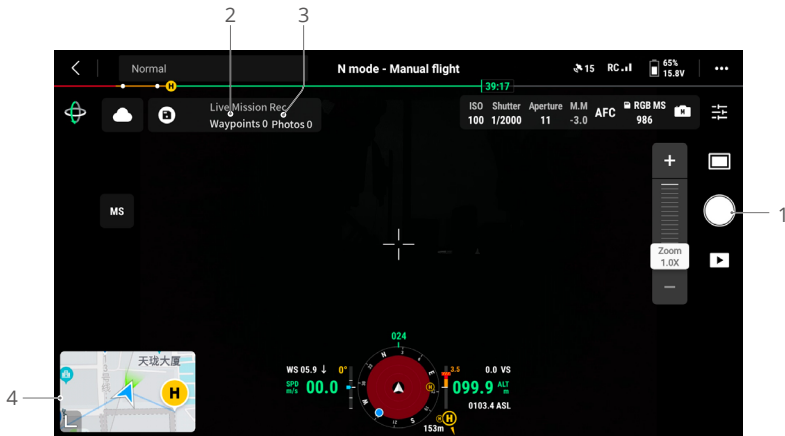 2 3
Normal N mode - Manual flight 15 RC 65% 15.8V
H 39:17
Live Mission Rec
Waypoints 0 Photos 0
ISO Shutter Aperture M.M AFC RGB MS
100 1/2000 11 -3.0 986
MS
+
1
Zoom
1.0X
−
024
天珑大厦
H
4
WS 05.9 ↓ 0° N E S W 3.5 0.0 VS
SPD m/s 00.0 099.9 ALT m
0103.4 ASL
153m H